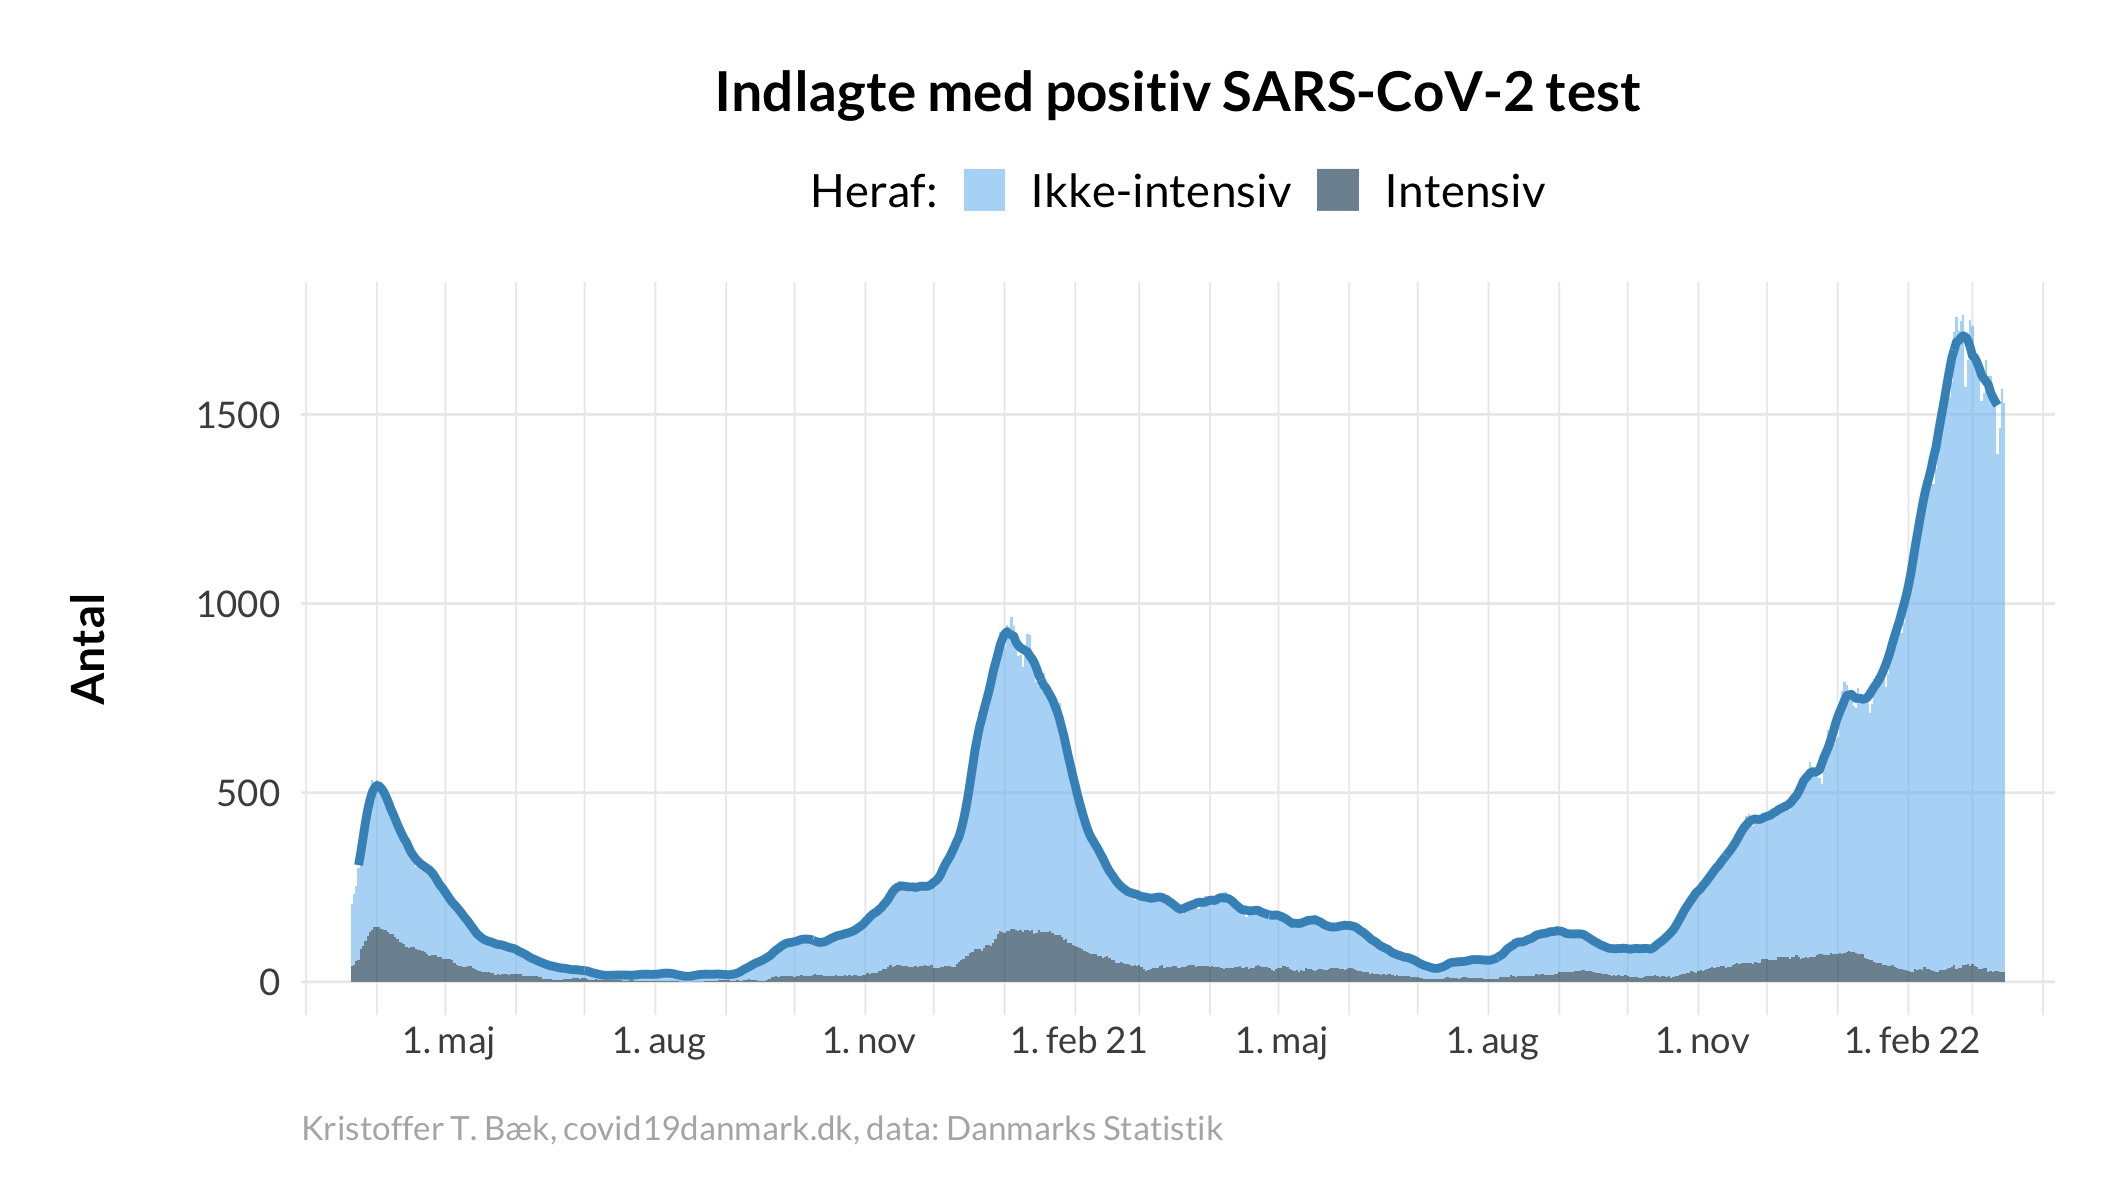 Indlagte med positiv SARS-CoV-2 test
Heraf: Ikke-intensiv Intensiv
Antal
1500
1000
500
0
1. maj 1. aug 1. nov 1. feb 21 1. maj 1. aug 1. nov 1. feb 22
Kristoffer T. Bæk, covid19danmark.dk, data: Danmarks Statistik